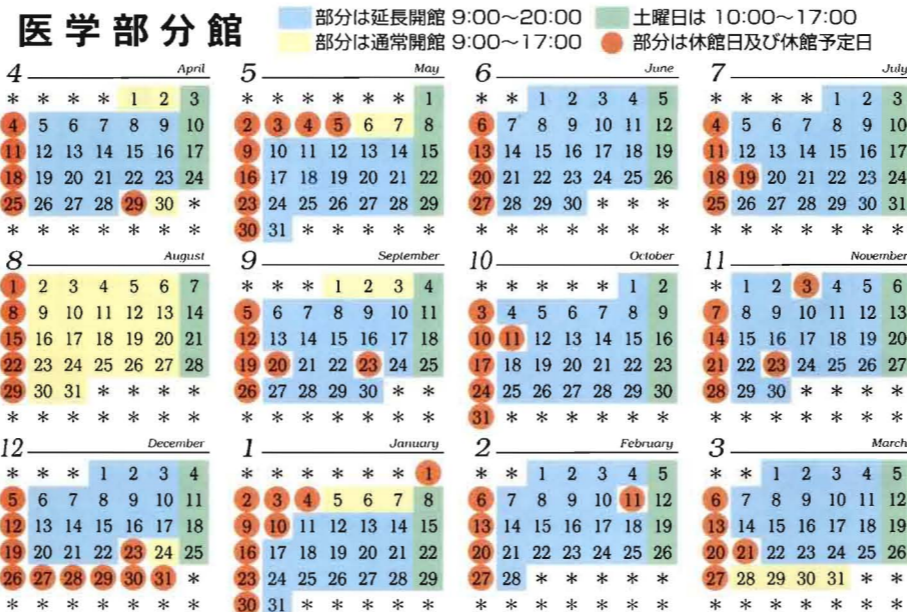 医学部分館
部分は延長開館 9:00〜20:00 土曜日は 10:00〜17:00
部分は通常開館 9:00〜17:00 部分は休館日及び休館予定日
4 April
* * * * 1 2 3
4 5 6 7 8 9 10
11 12 13 14 15 16 17
18 19 20 21 22 23 24
25 26 27 28 29 30 *
* * * * * * *
5 May
* * * * * * 1
2 3 4 5 6 7 8
9 10 11 12 13 14 15
16 17 18 19 20 21 22
23 24 25 26 27 28 29
30 31 * * * * *
6 June
* * 1 2 3 4 5
6 7 8 9 10 11 12
13 14 15 16 17 18 19
20 21 22 23 24 25 26
27 28 29 30 * * *
* * * * * * *
7 July
* * * * 1 2 3
4 5 6 7 8 9 10
11 12 13 14 15 16 17
18 19 20 21 22 23 24
25 26 27 28 29 30 31
* * * * * * *
8 August
1 2 3 4 5 6 7
8 9 10 11 12 13 14
15 16 17 18 19 20 21
22 23 24 25 26 27 28
29 30 31 * * * *
* * * * * * *
9 September
* * * 1 2 3 4
5 6 7 8 9 10 11
12 13 14 15 16 17 18
19 20 21 22 23 24 25
26 27 28 29 30 * *
* * * * * * *
10 October
* * * * * 1 2
3 4 5 6 7 8 9
10 11 12 13 14 15 16
17 18 19 20 21 22 23
24 25 26 27 28 29 30
31 * * * * * *
11 November
* 1 2 3 4 5 6
7 8 9 10 11 12 13
14 15 16 17 18 19 20
21 22 23 24 25 26 27
28 29 30 * * * *
* * * * * * *
12 December
* * * 1 2 3 4
5 6 7 8 9 10 11
12 13 14 15 16 17 18
19 20 21 22 23 24 25
26 27 28 29 30 31 *
* * * * * * *
1 January
* * * * * * 1
2 3 4 5 6 7 8
9 10 11 12 13 14 15
16 17 18 19 20 21 22
23 24 25 26 27 28 29
30 31 * * * * *
2 February
* * 1 2 3 4 5
6 7 8 9 10 11 12
13 14 15 16 17 18 19
20 21 22 23 24 25 26
27 28 * * * * *
* * * * * * *
3 March
* * 1 2 3 4 5
6 7 8 9 10 11 12
13 14 15 16 17 18 19
20 21 22 23 24 25 26
27 28 29 30 31 * *
* * * * * * *